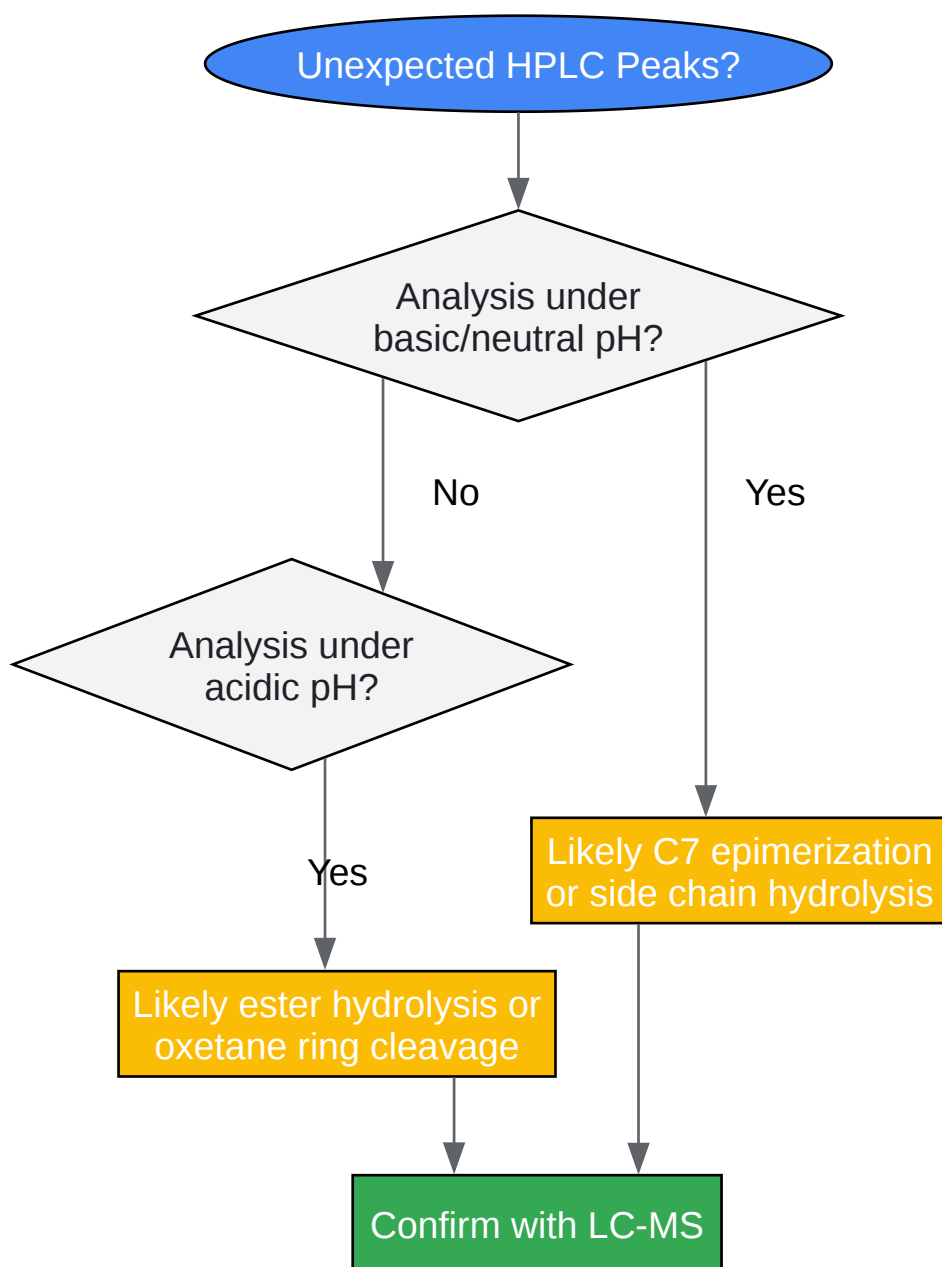 Unexpected HPLC Peaks?
Analysis under
basic/neutral pH?
No
Yes
Analysis under
acidic pH?
Likely C7 epimerization
or side chain hydrolysis
Yes
Likely ester hydrolysis or
oxetane ring cleavage
Confirm with LC-MS